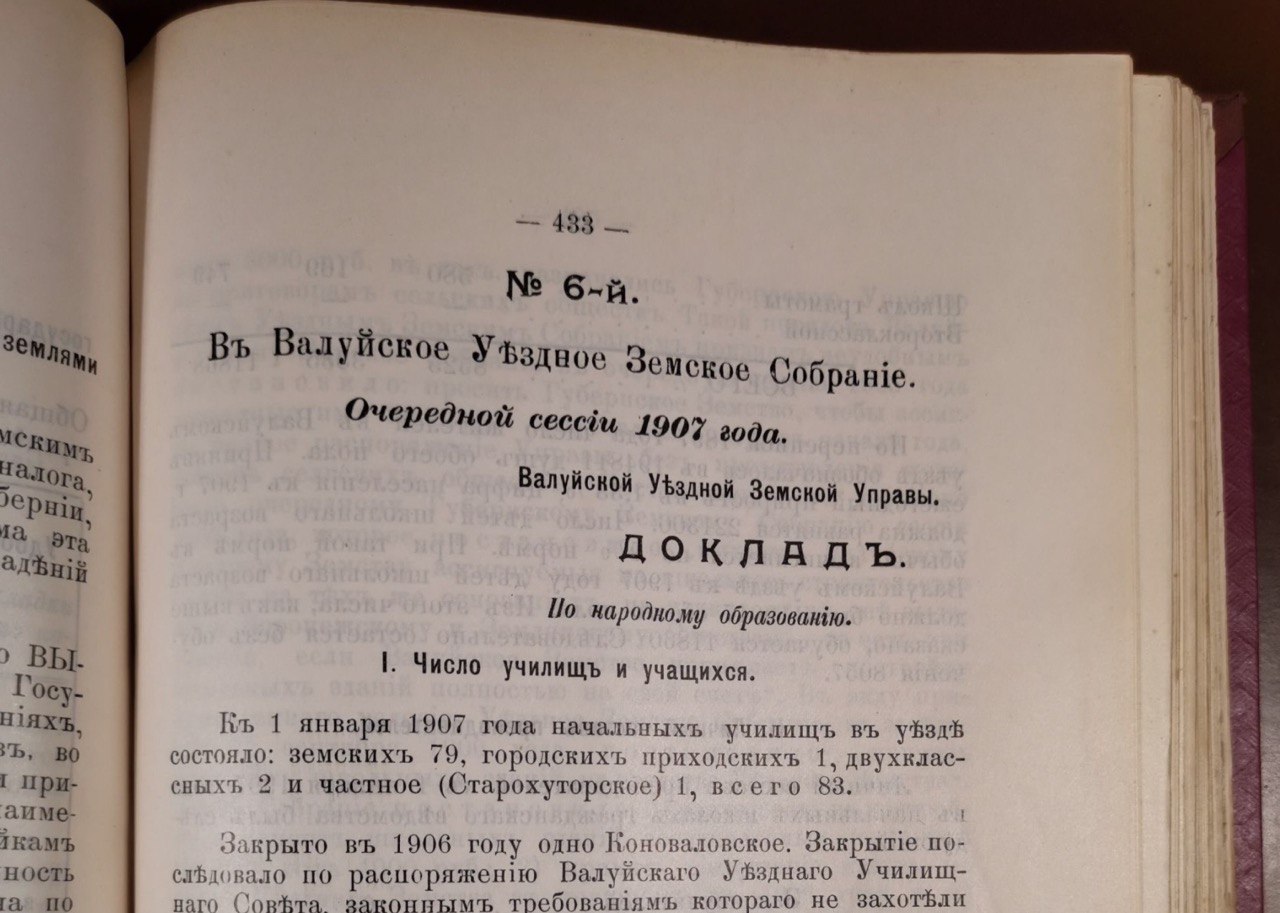 землями
мскимъ
налога,
берніи,
ма эта
адѣній
о ВЫ-
Госу-
ніяхъ,
въ, во
и при-
наиме-
йкамъ
ность
на по
— 433 —
№ 6-й.
Въ Валуйское Уѣздное Земское Собраніе.
Очередной сессіи 1907 года.
Валуйской Уѣздной Земской Управы.
ДОКЛАДЪ.
По народному образованію.
I. Число училищъ и учащихся.
Къ 1 января 1907 года начальныхъ училищъ въ уѣздѣ
состояло: земскихъ 79, городскихъ приходскихъ 1, двухклас-
сныхъ 2 и частное (Старохуторское) 1, всего 83.
Закрыто въ 1906 году одно Коноваловское. Закрытіе по-
слѣдовало по распоряженію Валуйскаго Уѣзднаго Училищ-
наго Совѣта, законнымъ требованіямъ котораго не захотѣли